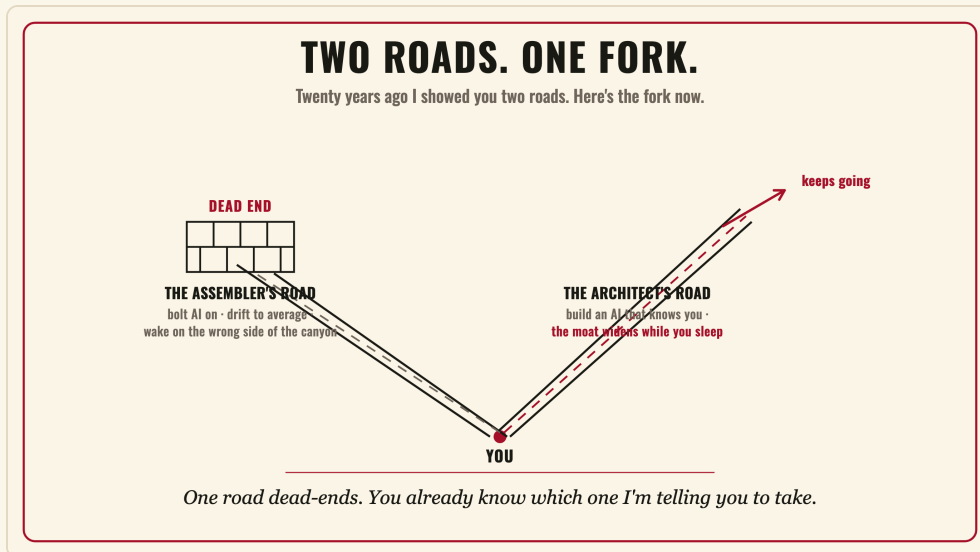 TWO ROADS. ONE FORK.
Twenty years ago I showed you two roads. Here's the fork now.
keeps going
DEAD END
THE ASSEMBLER'S ROAD
bolt AI on · drift to average ·
wake on the wrong side of the canyon
THE ARCHITECT'S ROAD
build an AI that knows you ·
the moat widens while you sleep
YOU
One road dead-ends. You already know which one I'm telling you to take.